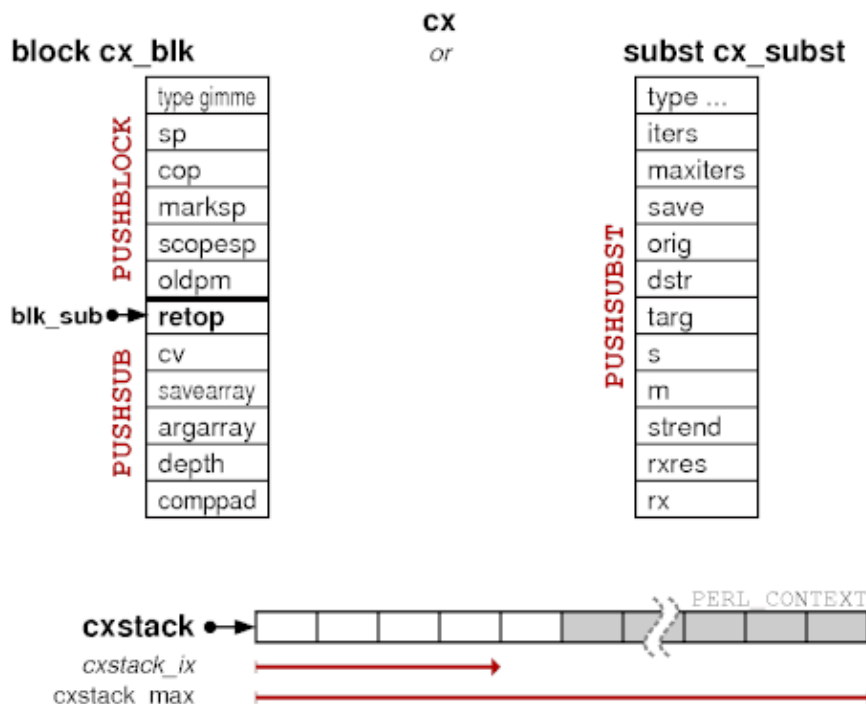 cx
or
block cx_blk
subst cx_subst
PUSHBLOCK
type gimme
sp
cop
marksp
scopesp
oldpm
blk_sub
retop
PUSHSUB
cv
savearray
argarray
depth
comppad
PUSHSUBST
type ...
iters
maxiters
save
orig
dstr
targ
s
m
strend
rxres
rx
PERL_CONTEXT
cxstack
cxstack_ix
cxstack_max